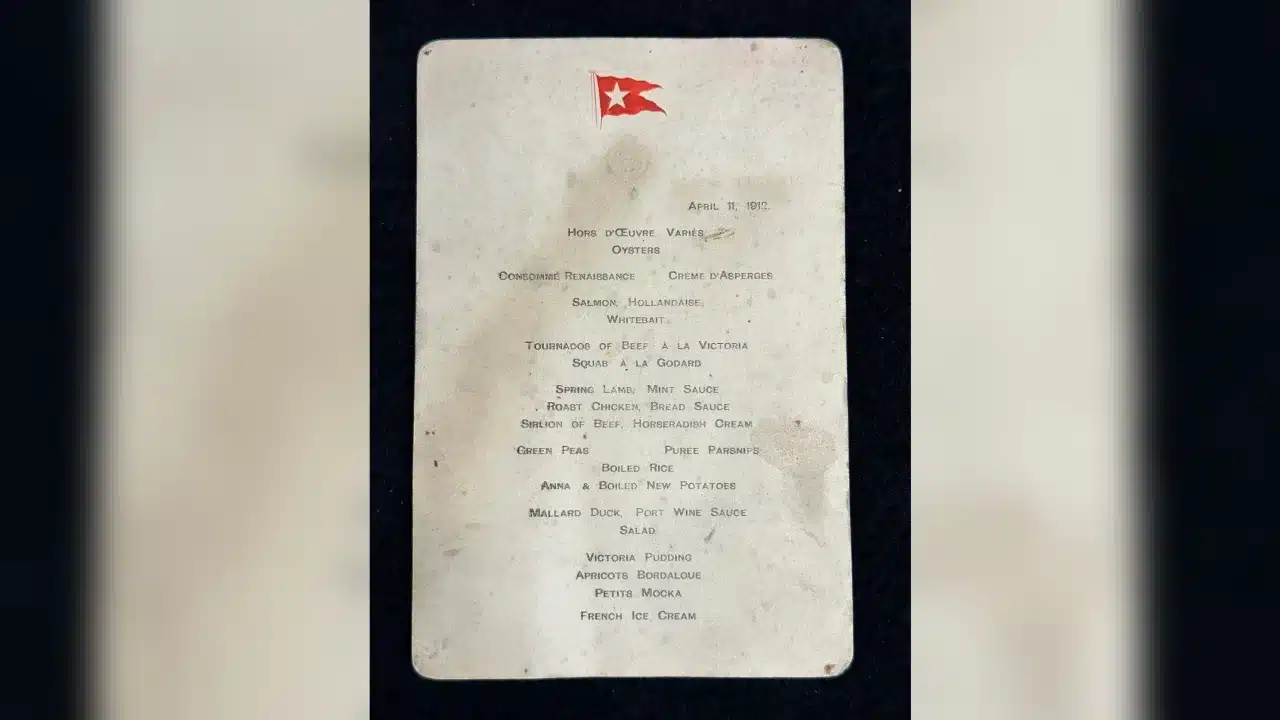 April 11, 1912.
Hors d'Œuvre Variés
Oysters
Consommé Renaissance Crème d'Asperges
Salmon, Hollandaise,
Whitebait.
Tournados of Beef à la Victoria
Squab à la Godard
Spring Lamb, Mint Sauce
Roast Chicken, Bread Sauce
Sirlion of Beef, Horseradish Cream
Green Peas Purée Parsnips
Boiled Rice
Anna & Boiled New Potatoes
Mallard Duck, Port Wine Sauce
Salad
Victoria Pudding
Apricots Bordaloue
Petits Mocka
French Ice Cream